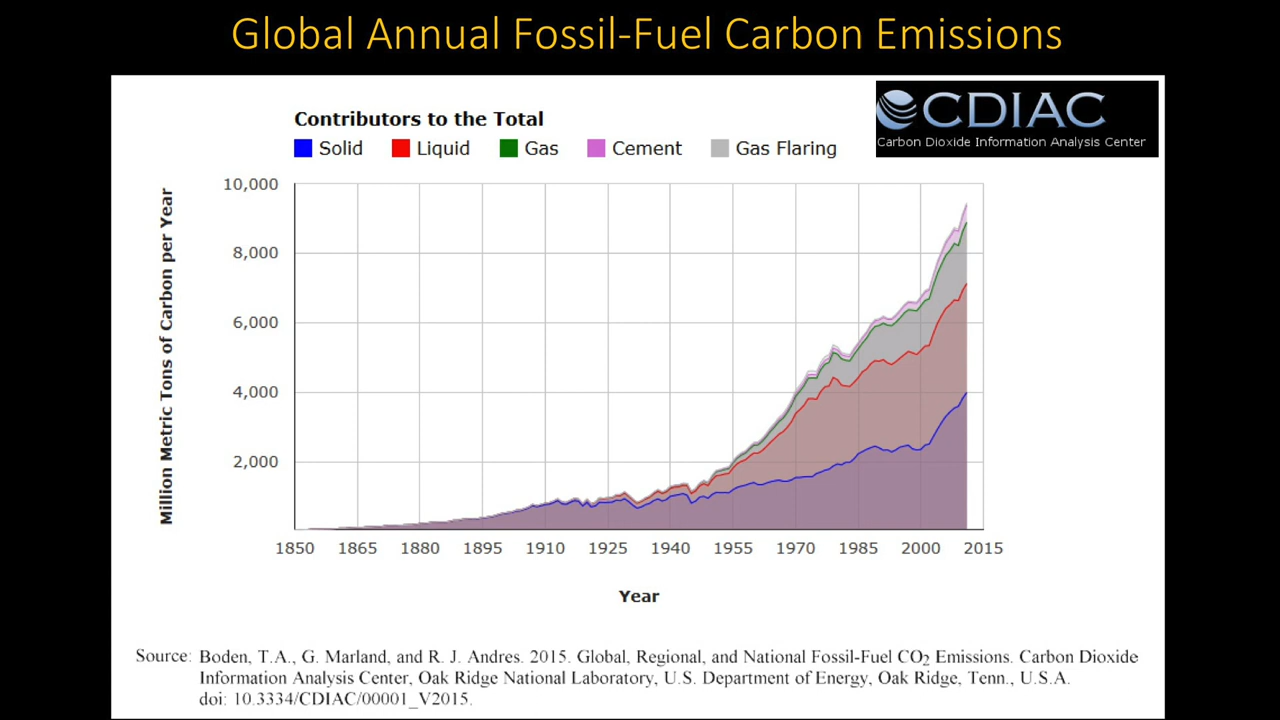 Global Annual Fossil-Fuel Carbon Emissions
CDIAC
Carbon Dioxide Information Analysis Center
Contributors to the Total
Solid Liquid Gas Cement Gas Flaring
Million Metric Tons of Carbon per Year
10,000
8,000
6,000
4,000
2,000
1850 1865 1880 1895 1910 1925 1940 1955 1970 1985 2000 2015
Year
Source: Boden, T.A., G. Marland, and R. J. Andres. 2015. Global, Regional, and National Fossil-Fuel CO₂ Emissions. Carbon Dioxide
Information Analysis Center, Oak Ridge National Laboratory, U.S. Department of Energy, Oak Ridge, Tenn., U.S.A.
doi: 10.3334/CDIAC/00001_V2015.